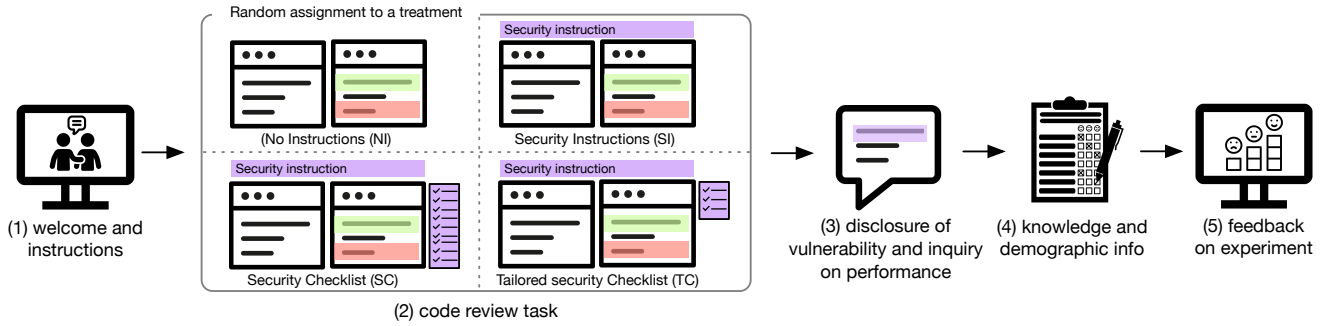 Random assignment to a treatment
Security instruction
(No Instructions (NI)
Security Instructions (SI)
Security instruction
Security instruction
Security Checklist (SC)
Tailored security Checklist (TC)
(1) welcome and
instructions
(2) code review task
(3) disclosure of
vulnerability and inquiry
on performance
(4) knowledge and
demographic info
(5) feedback
on experiment